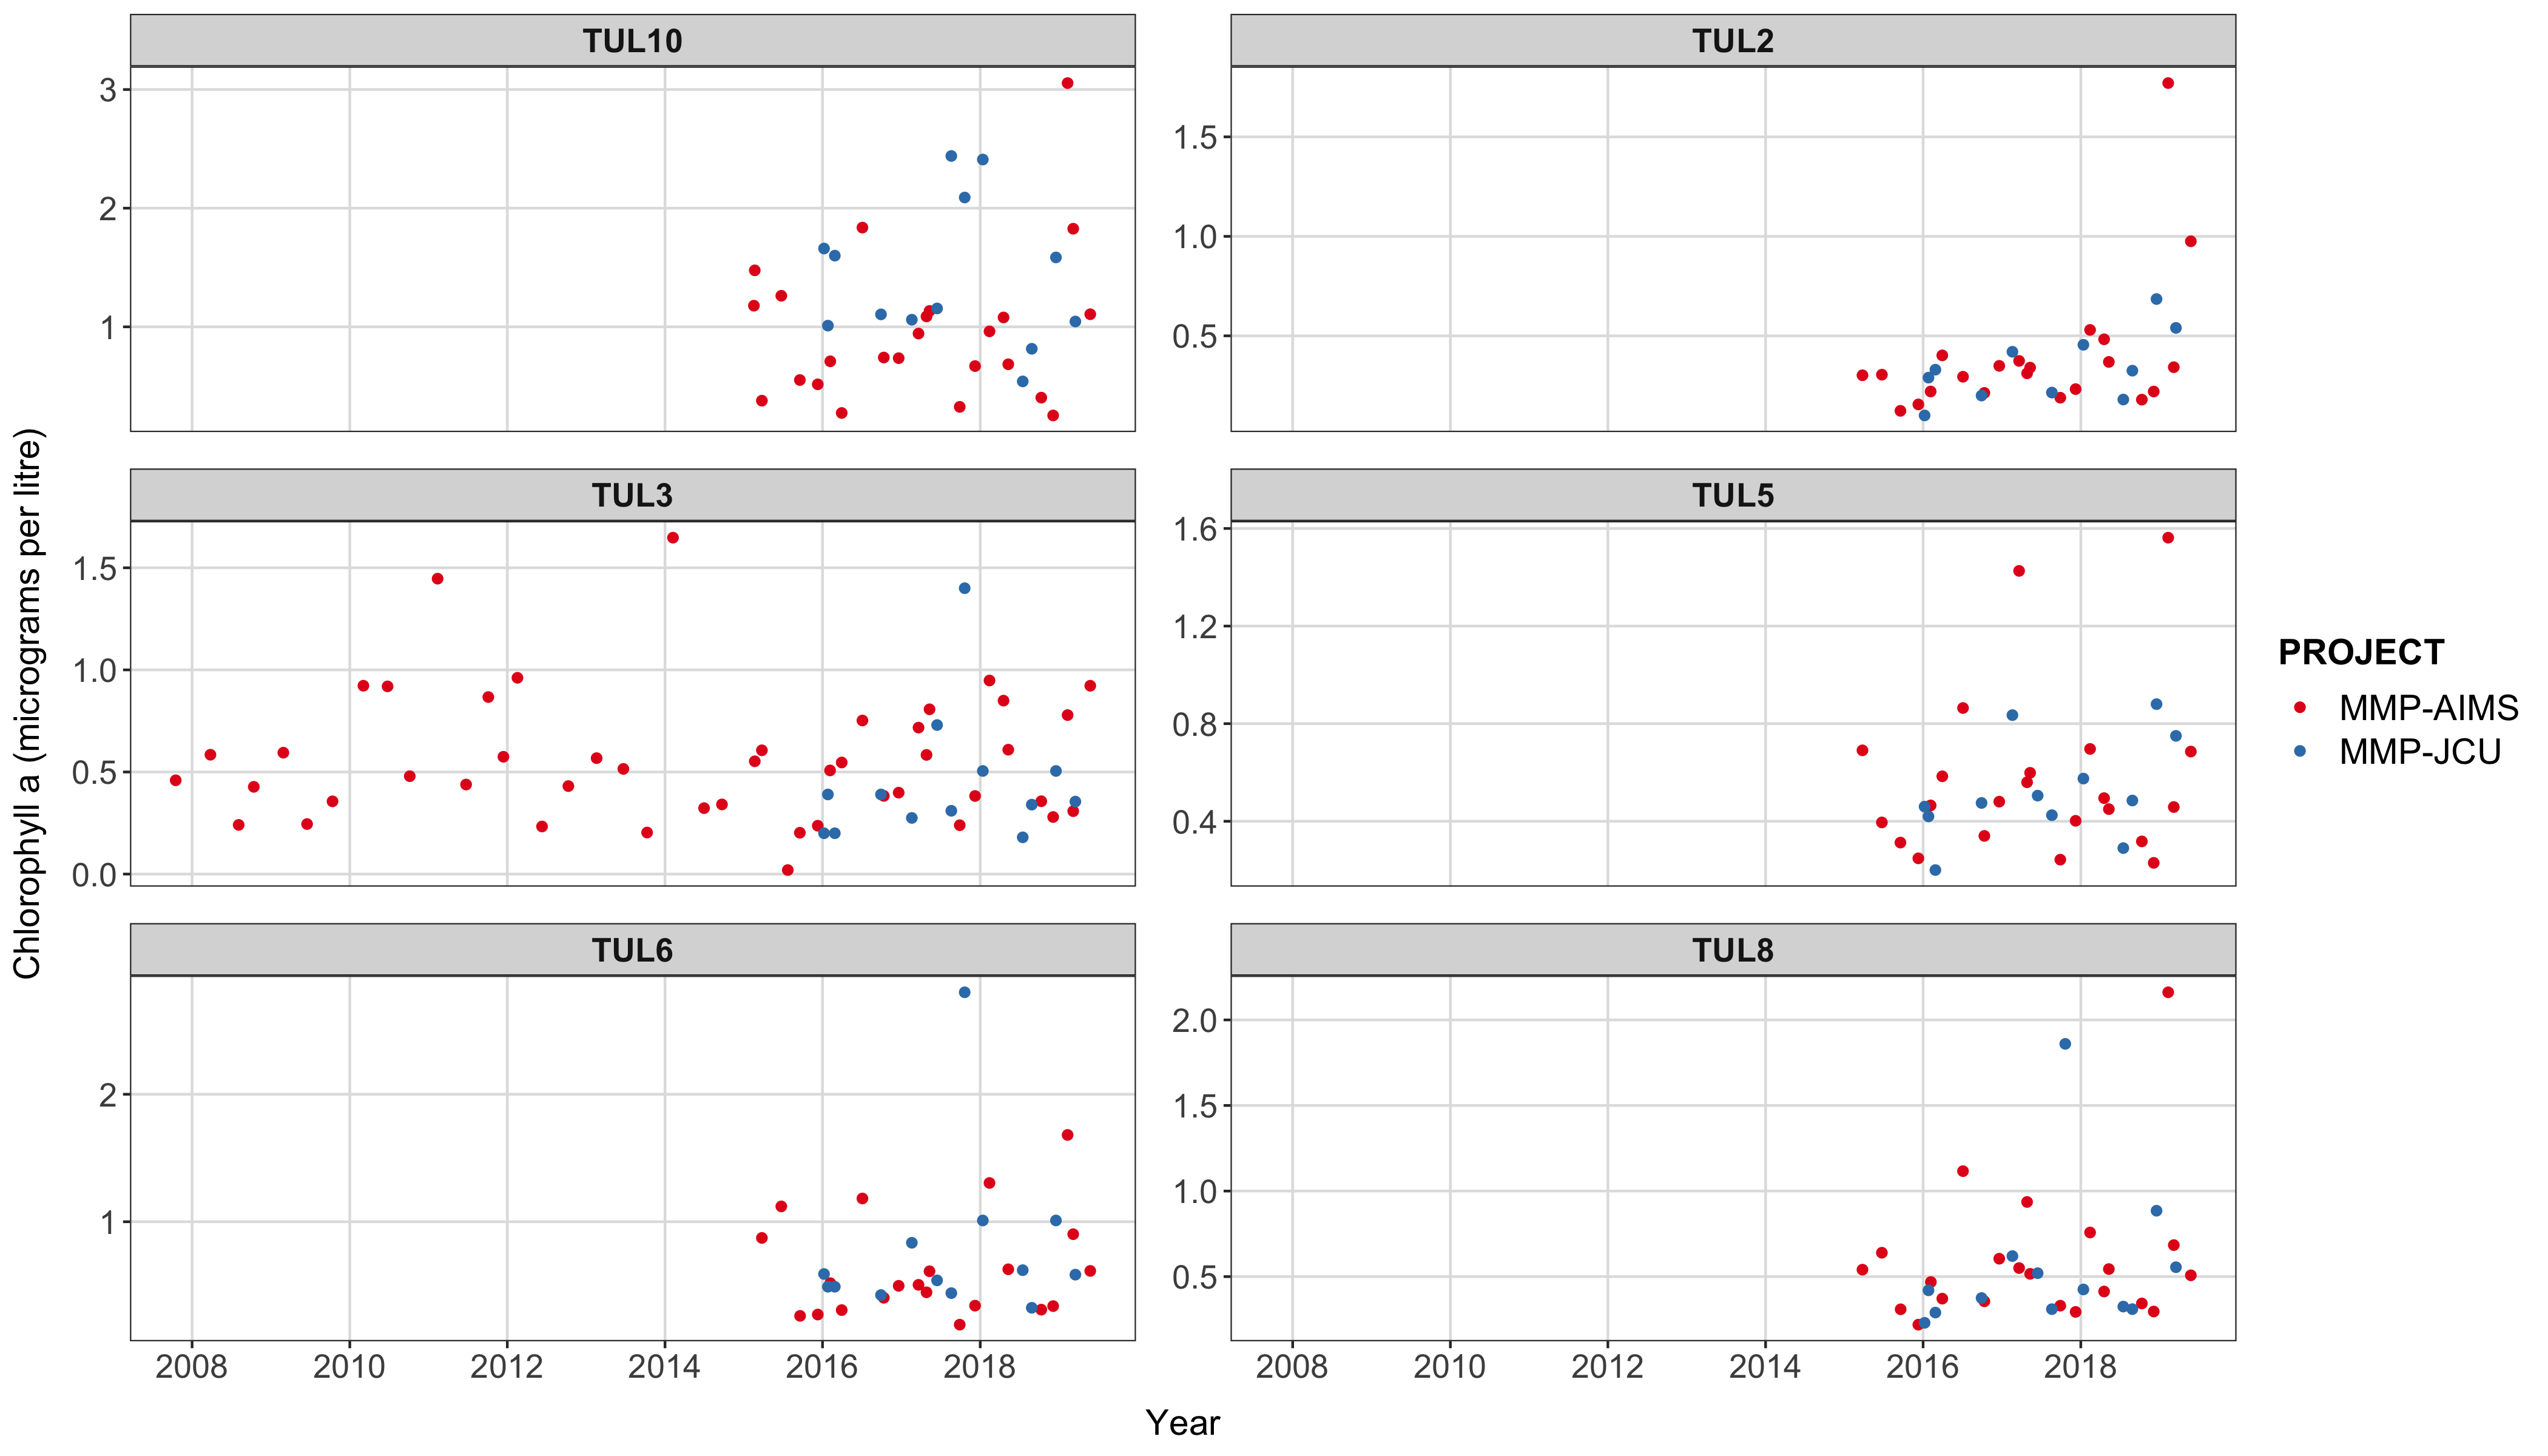 TUL10
TUL2
3
2
1
1.5
1.0
0.5
TUL3
TUL5
1.5
1.0
0.5
0.0
1.6
1.2
0.8
0.4
TUL6
TUL8
2
1
2.0
1.5
1.0
0.5
2008 2010 2012 2014 2016 2018
2008 2010 2012 2014 2016 2018
Year
Chlorophyll a (micrograms per litre)
PROJECT
MMP-AIMS
MMP-JCU